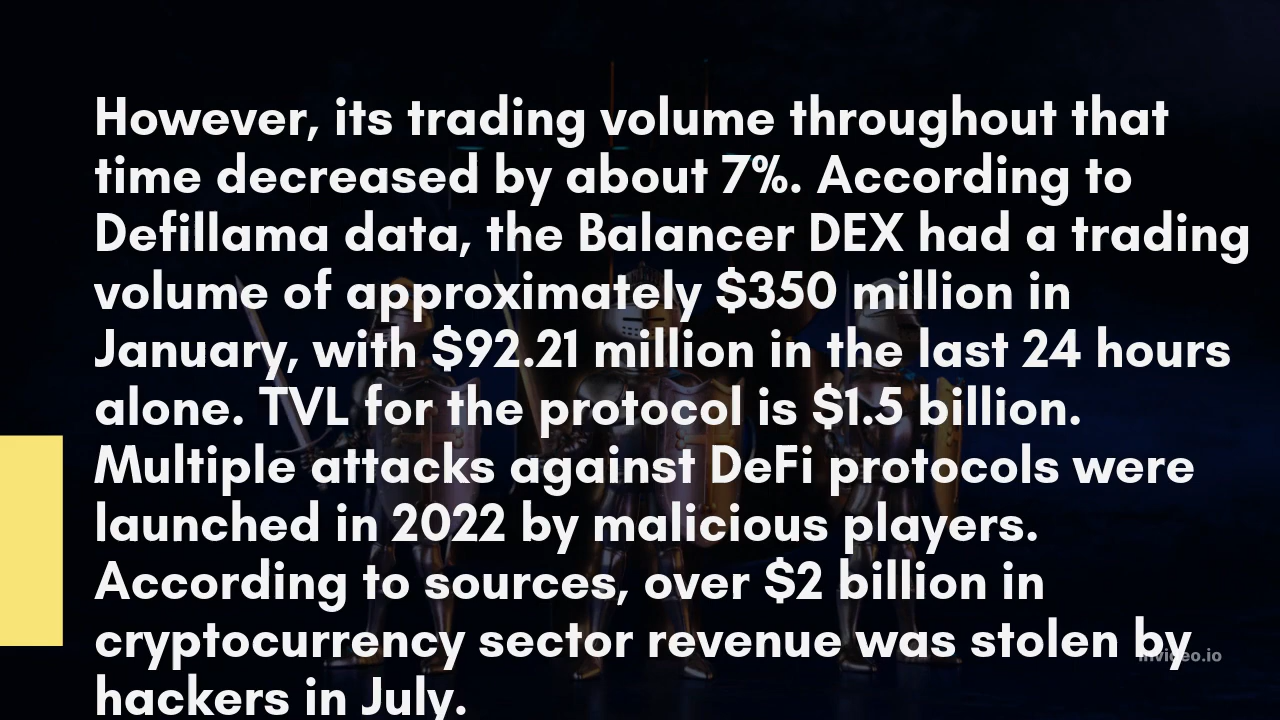 However, its trading volume throughout that
time decreased by about 7%. According to
Defillama data, the Balancer DEX had a trading
volume of approximately $350 million in
January, with $92.21 million in the last 24 hours
alone. TVL for the protocol is $1.5 billion.
Multiple attacks against DeFi protocols were
launched in 2022 by malicious players.
According to sources, over $2 billion in
cryptocurrency sector revenue was stolen by
invideo.io
hackers in July.